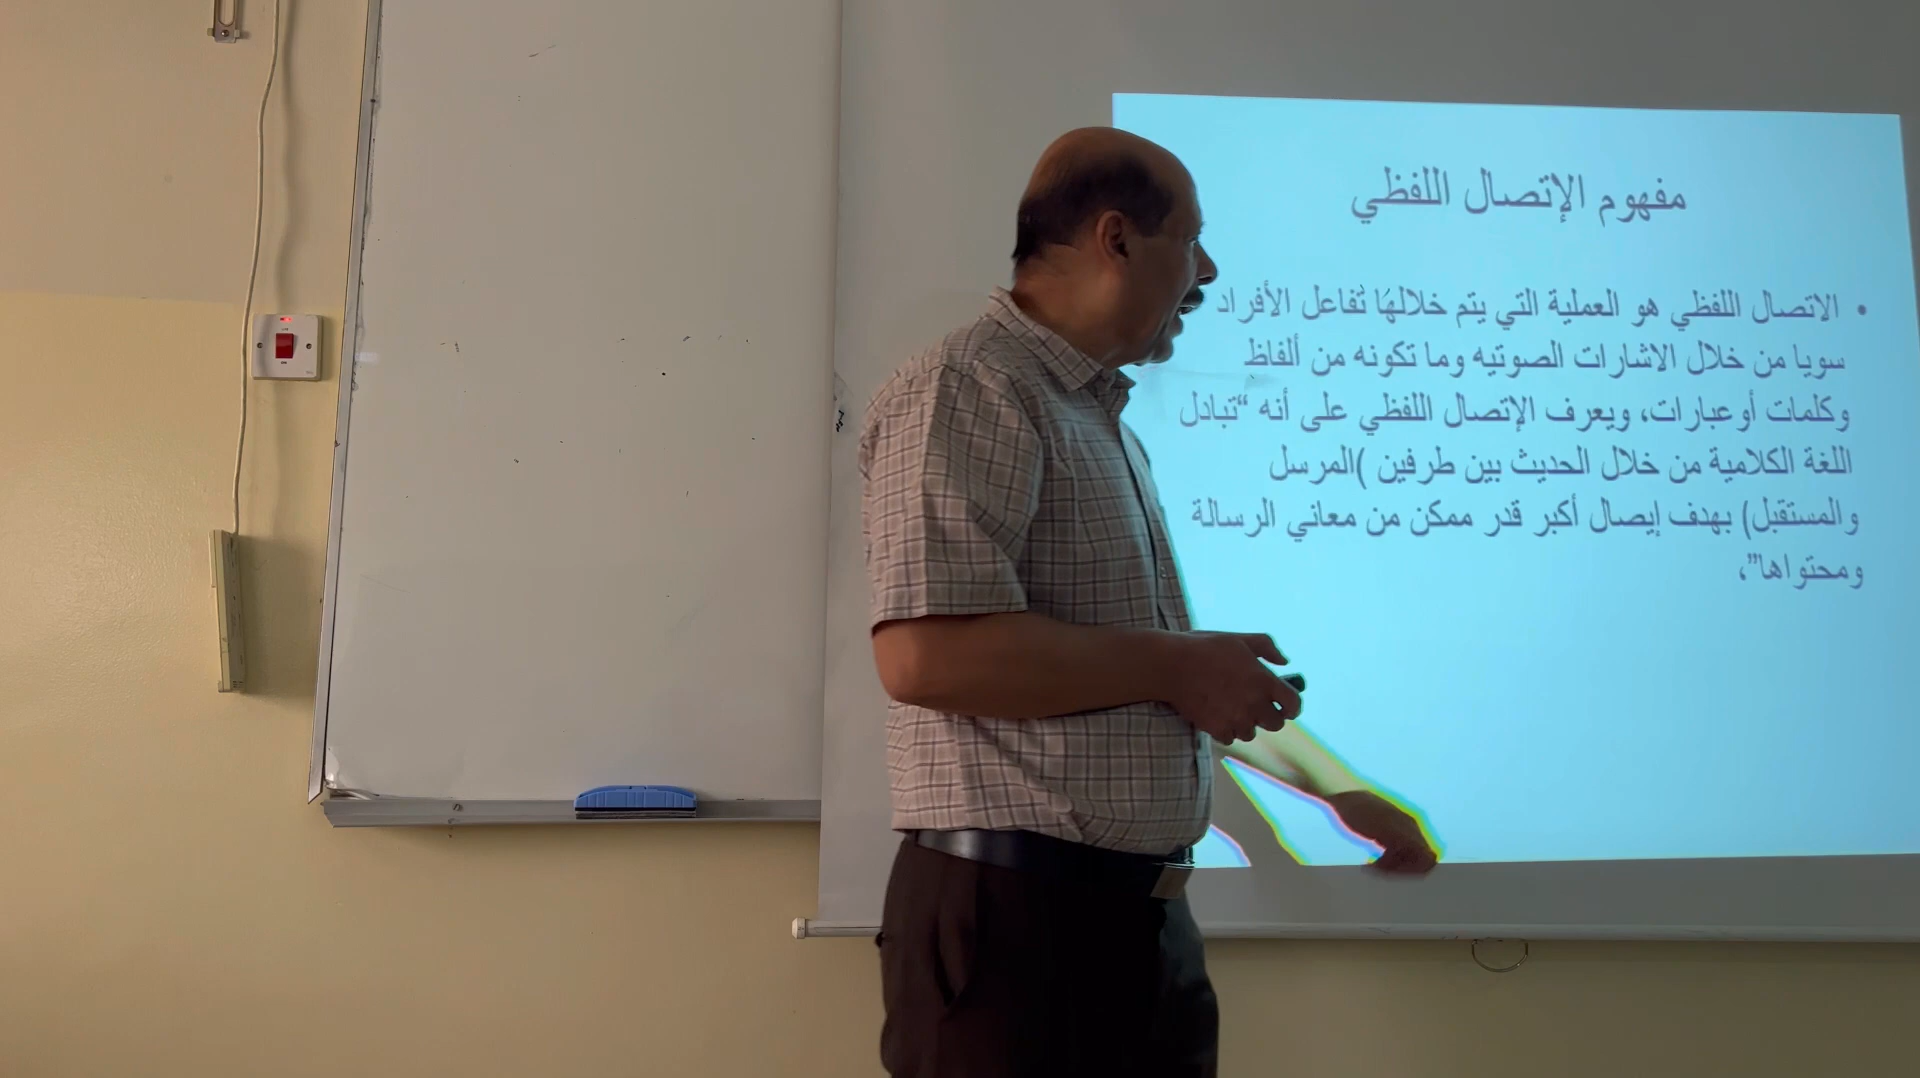 مفهوم الإتصال اللفظي
• الاتصال اللفظي هو العملية التي يتم خلالهَا تُفاعل الأفراد
سويا من خلال الاشارات الصوتيه وما تكونه من ألفاظ
وكلمات أوعبارات، ويعرف الإتصال اللفظي على أنه “تبادل
اللغة الكلامية من خلال الحديث بين طرفين )المرسل
والمستقبل) بهدف إيصال أكبر قدر ممكن من معاني الرسالة
ومحتواها”،